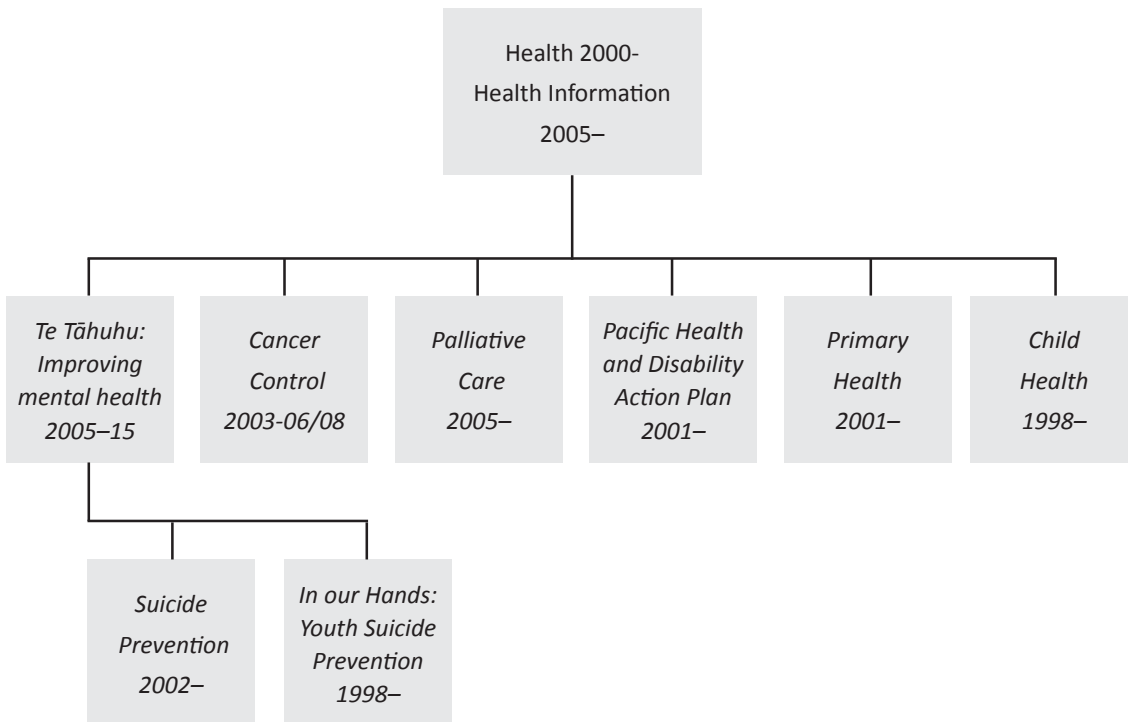 Health 2000-
Health Information
2005–
Te Tāhuhu:
Improving
mental health
2005–15
Cancer
Control
2003-06/08
Palliative
Care
2005–
Pacific Health
and Disability
Action Plan
2001–
Primary
Health
2001–
Child
Health
1998–
Suicide
Prevention
2002–
In our Hands:
Youth Suicide
Prevention
1998–